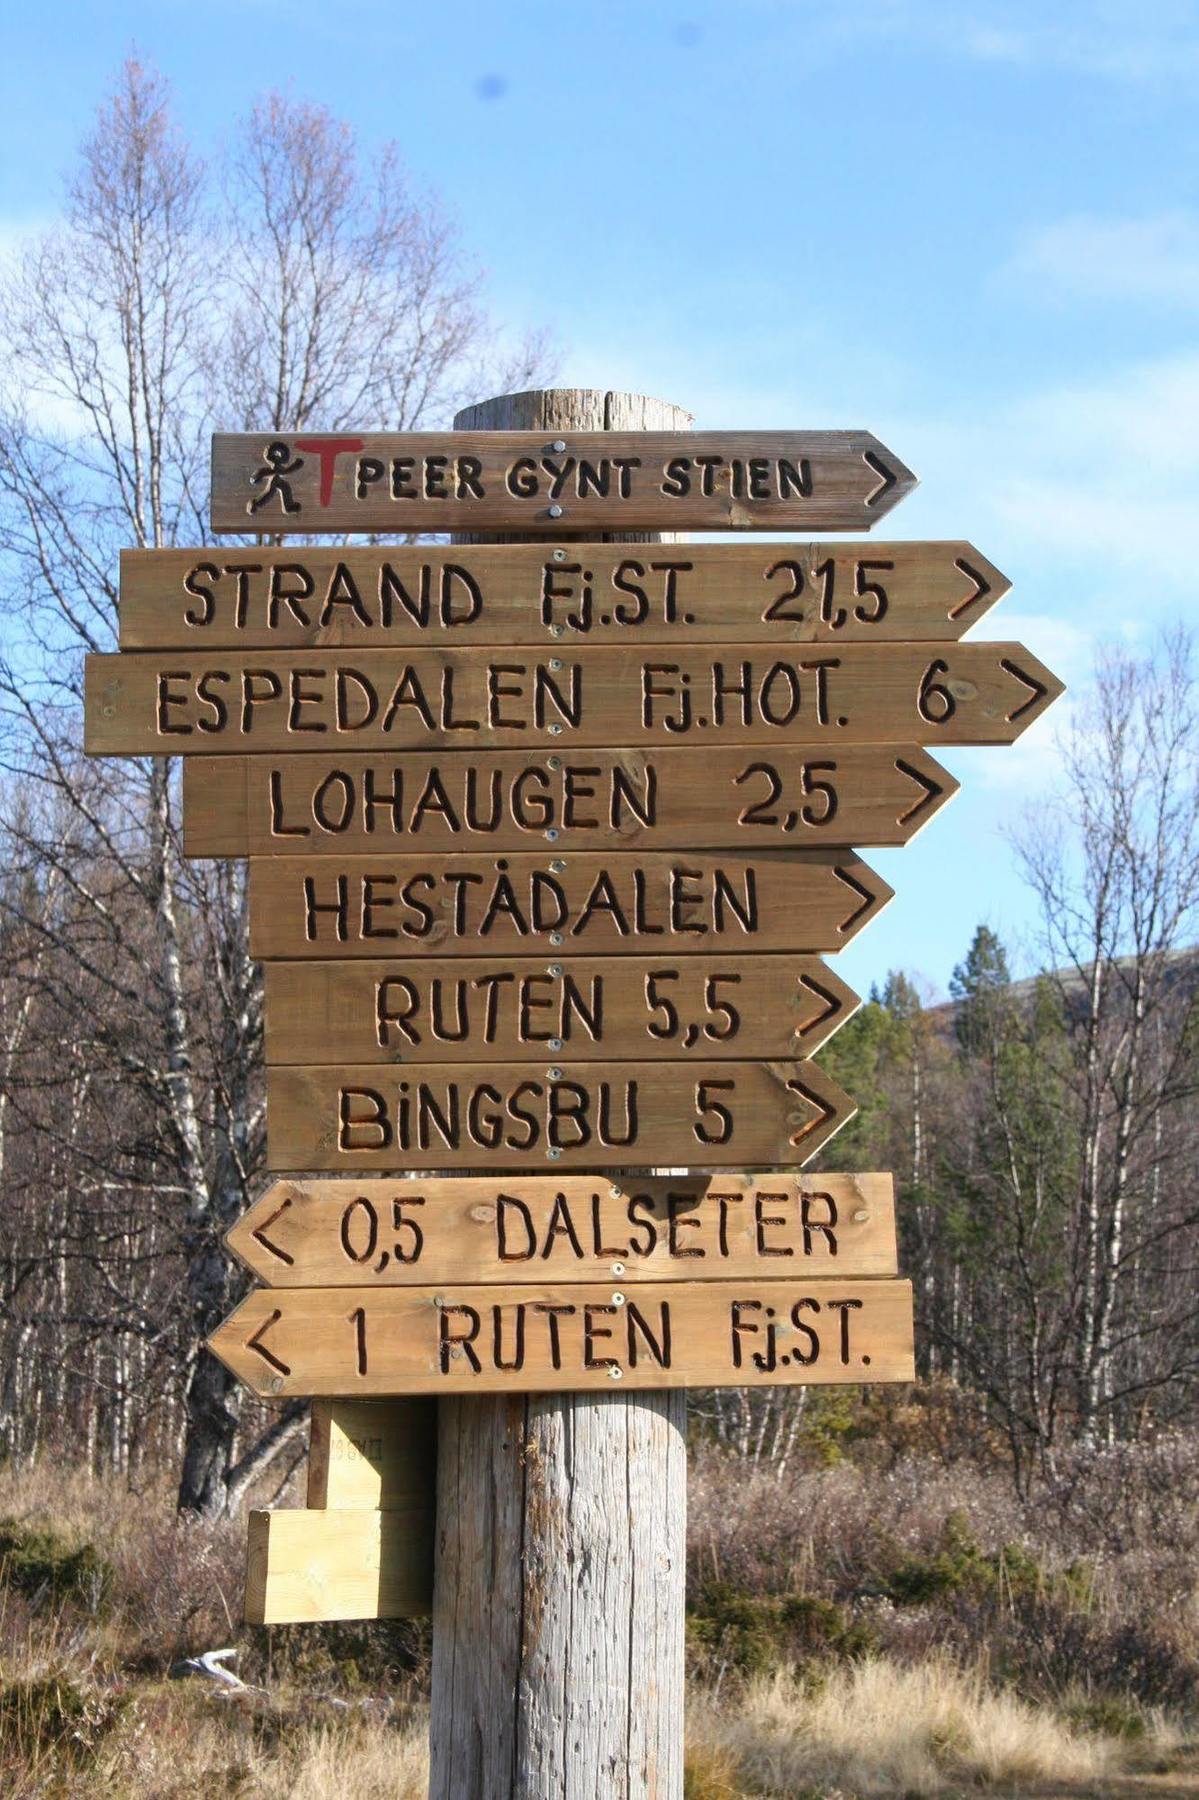 T PEER GYNT STIEN >
STRAND Fj.ST. 21,5 >
ESPEDALEN Fj.HOT. 6 >
LOHAUGEN 2,5 >
HESTÅDALEN >
RUTEN 5,5 >
BiNGSBU 5 >
< 0,5 DALSETER
< 1 RUTEN Fj.ST.